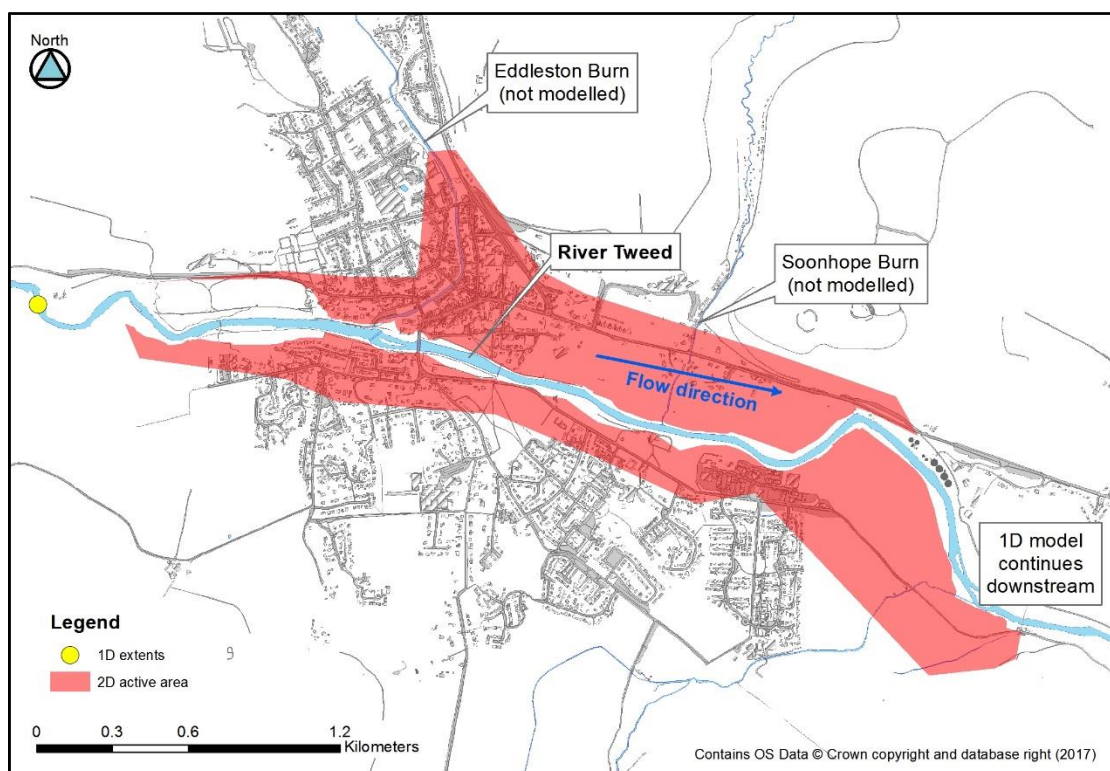 North
Eddleston Burn
(not modelled)
River Tweed
Soonhope Burn
(not modelled)
Flow direction
1D model
continues
downstream
Legend
1D extents
2D active area
0 0.3 0.6 1.2
Kilometers
Contains OS Data © Crown copyright and database right (2017)